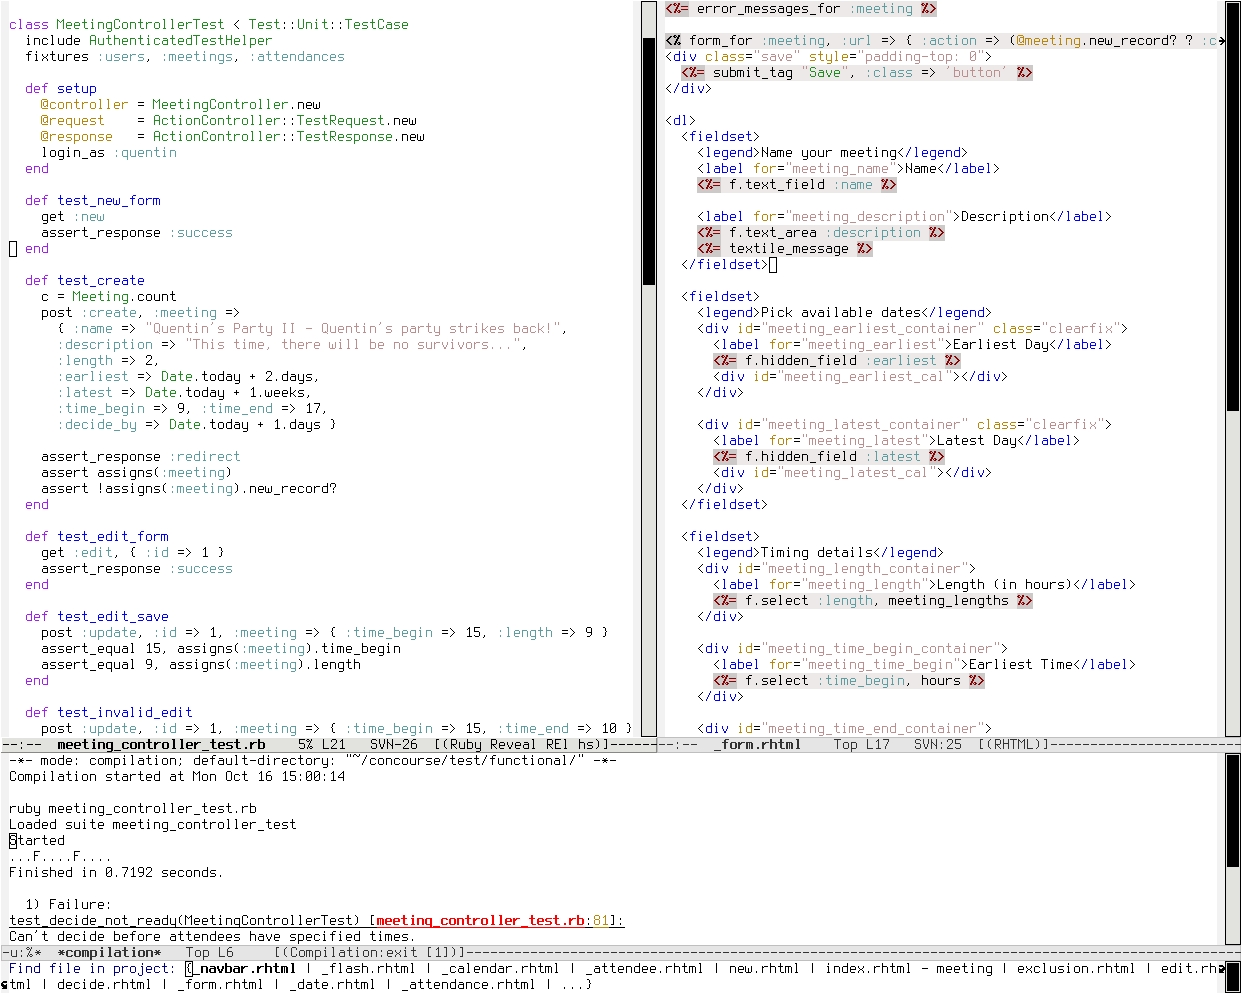 class MeetingControllerTest < Test::Unit::TestCase
  include AuthenticatedTestHelper
  fixtures :users, :meetings, :attendances

  def setup
    @controller = MeetingController.new
    @request    = ActionController::TestRequest.new
    @response   = ActionController::TestResponse.new
    login_as :quentin
  end

  def test_new_form
    get :new
    assert_response :success
  end

  def test_create
    c = Meeting.count
    post :create, :meeting =>
      { :name => "Quentin's Party II - Quentin's party strikes back!",
      :description => "This time, there will be no survivors...",
      :length => 2,
      :earliest => Date.today + 2.days,
      :latest => Date.today + 1.weeks,
      :time_begin => 9, :time_end => 17,
      :decide_by => Date.today + 1.days }

    assert_response :redirect
    assert assigns(:meeting)
    assert !assigns(:meeting).new_record?
  end

  def test_edit_form
    get :edit, { :id => 1 }
    assert_response :success
  end

  def test_edit_save
    post :update, :id => 1, :meeting => { :time_begin => 15, :length => 9 }
    assert_equal 15, assigns(:meeting).time_begin
    assert_equal 9, assigns(:meeting).length
  end

  def test_invalid_edit
    post :update, :id => 1, :meeting => { :time_begin => 15, :time_end => 10 }
--:--  meeting_controller_test.rb    5% L21   SVN-26  [(Ruby Reveal REl hs)]------
<%= error_messages_for :meeting %>

<% form_for :meeting, :url => { :action => (@meeting.new_record? ? :c
<div class="save" style="padding-top: 0">
  <%= submit_tag "Save", :class => 'button' %>
</div>

<dl>
  <fieldset>
    <legend>Name your meeting</legend>
    <label for="meeting_name">Name</label>
    <%= f.text_field :name %>

    <label for="meeting_description">Description</label>
    <%= f.text_area :description %>
    <%= textile_message %>
  </fieldset>

  <fieldset>
    <legend>Pick available dates</legend>
    <div id="meeting_earliest_container" class="clearfix">
      <label for="meeting_earliest">Earliest Day</label>
      <%= f.hidden_field :earliest %>
      <div id="meeting_earliest_cal"></div>
    </div>

    <div id="meeting_latest_container" class="clearfix">
      <label for="meeting_latest">Latest Day</label>
      <%= f.hidden_field :latest %>
      <div id="meeting_latest_cal"></div>
    </div>
  </fieldset>

  <fieldset>
    <legend>Timing details</legend>
    <div id="meeting_length_container">
      <label for="meeting_length">Length (in hours)</label>
      <%= f.select :length, meeting_lengths %>
    </div>

    <div id="meeting_time_begin_container">
      <label for="meeting_time_begin">Earliest Time</label>
      <%= f.select :time_begin, hours %>
    </div>

    <div id="meeting_time_end_container">
--:--  _form.rhtml    Top L17   SVN:25  [(RHTML)]------------------------
-*- mode: compilation; default-directory: "~/concourse/test/functional/" -*-
Compilation started at Mon Oct 16 15:00:14

ruby meeting_controller_test.rb
Loaded suite meeting_controller_test
Started
...F....F....
Finished in 0.7192 seconds.

  1) Failure:
test_decide_not_ready(MeetingControllerTest) [meeting_controller_test.rb:81]:
Can't decide before attendees have specified times.
-u:%*  *compilation*   Top L6     [(Compilation:exit [1])]------------------------
Find file in project: {_navbar.rhtml | _flash.rhtml | _calendar.rhtml | _attendee.rhtml | new.rhtml | index.rhtml - meeting | exclusion.rhtml | edit.rh
tml | decide.rhtml | _form.rhtml | _date.rhtml | _attendance.rhtml | ...}